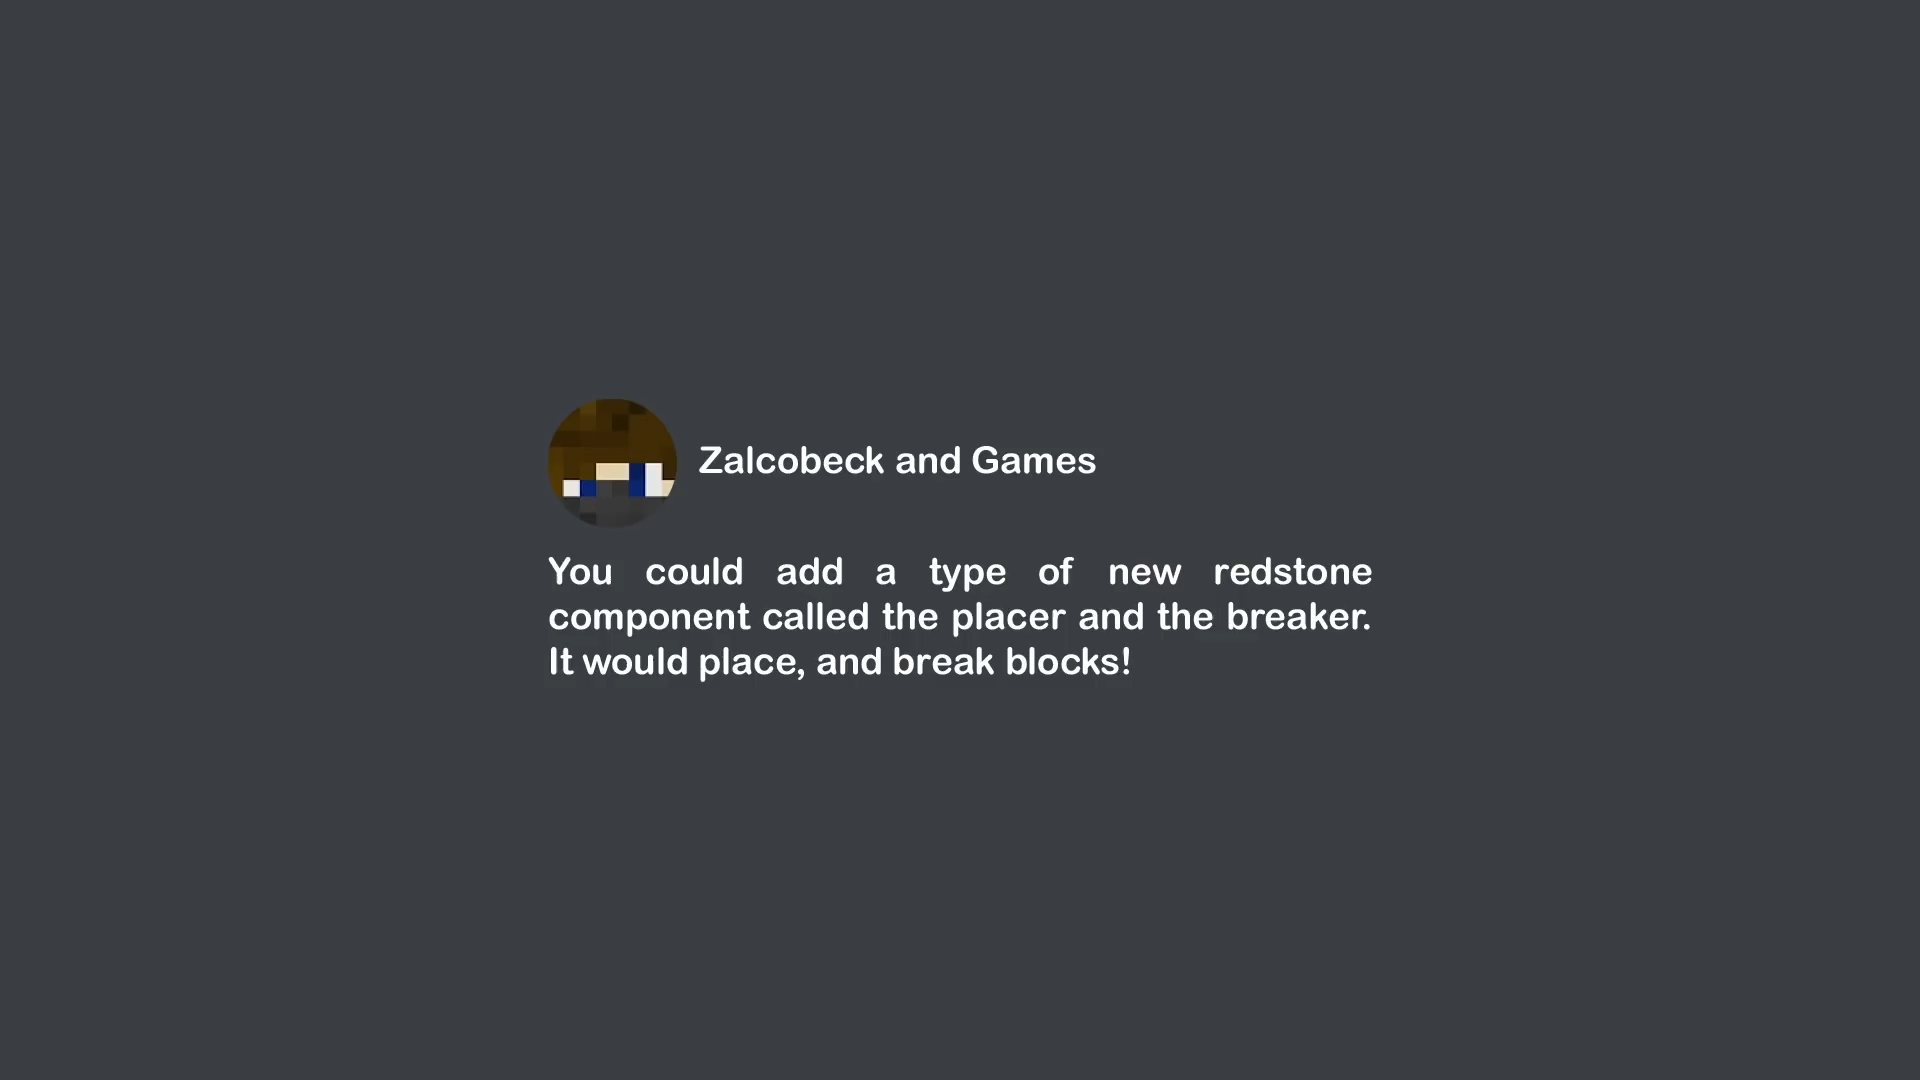 Zalcobeck and Games
You could add a type of new redstone
component called the placer and the breaker.
It would place, and break blocks!